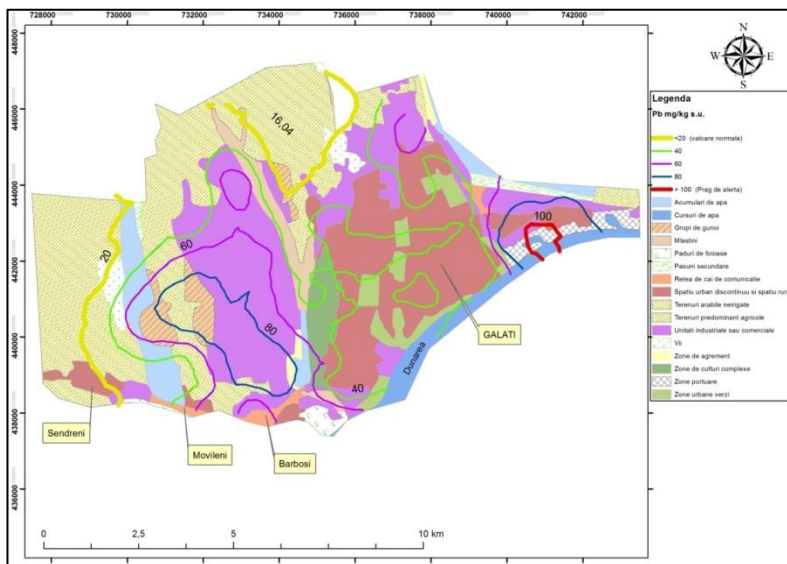 728000 730000 732000 734000 736000 738000 740000 742000
448000
446000
444000
442000
440000
438000
436000
N
W E
S
16,04
20
60
80
40
100
GALATI
Dunarea
Sendreni
Movileni
Barbosi
0 2,5 5 10 km
Legenda
Pb mg/kg s.u.
<20 (valoare normala)
40
60
80
> 100 (Prag de alerta)
Acumulari de apa
Cursuri de apa
Gropi de gunoi
Mlastini
Paduri de foioase
Pasuni secundare
Retea de cai de comunicatie
Spatiu urban discontinuu si spatiu rur
Terenuri arabile neirigate
Terenuri predominant agricole
Unitati industriale sau comerciale
Vii
Zone de agrement
Zone de culturi complexe
Zone portuare
Zone urbane verzi